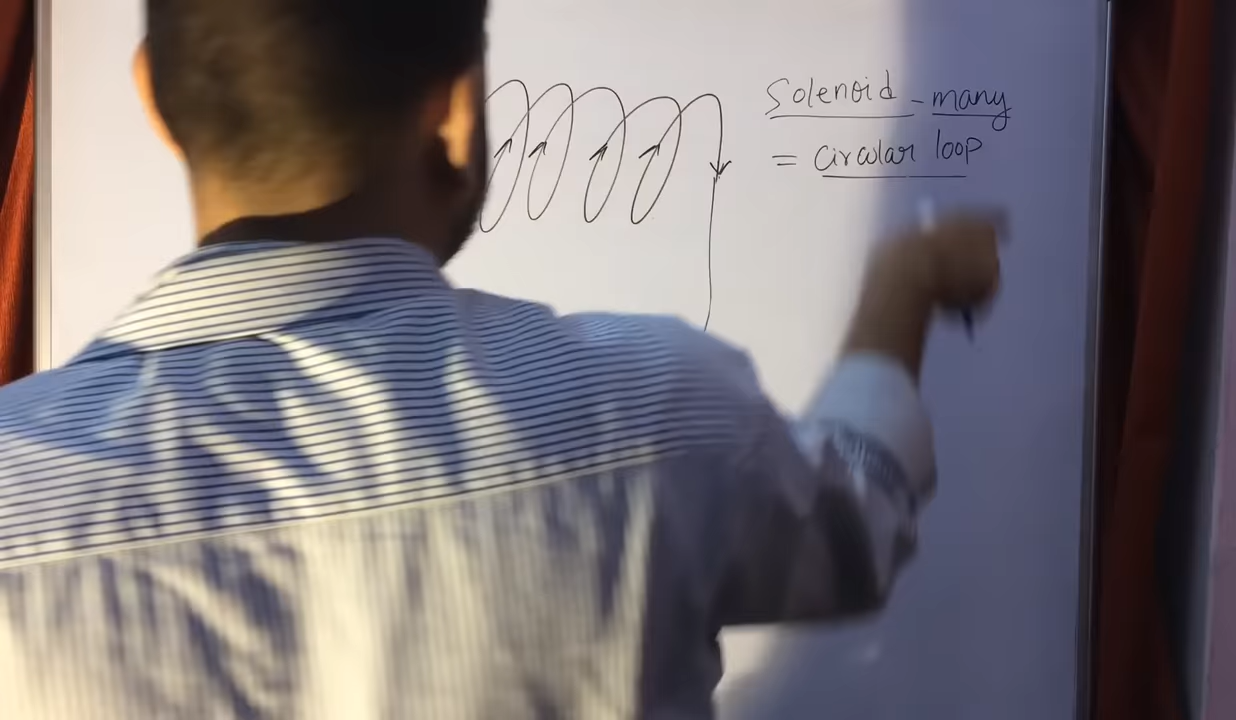 Solenoid - many
= circular loop